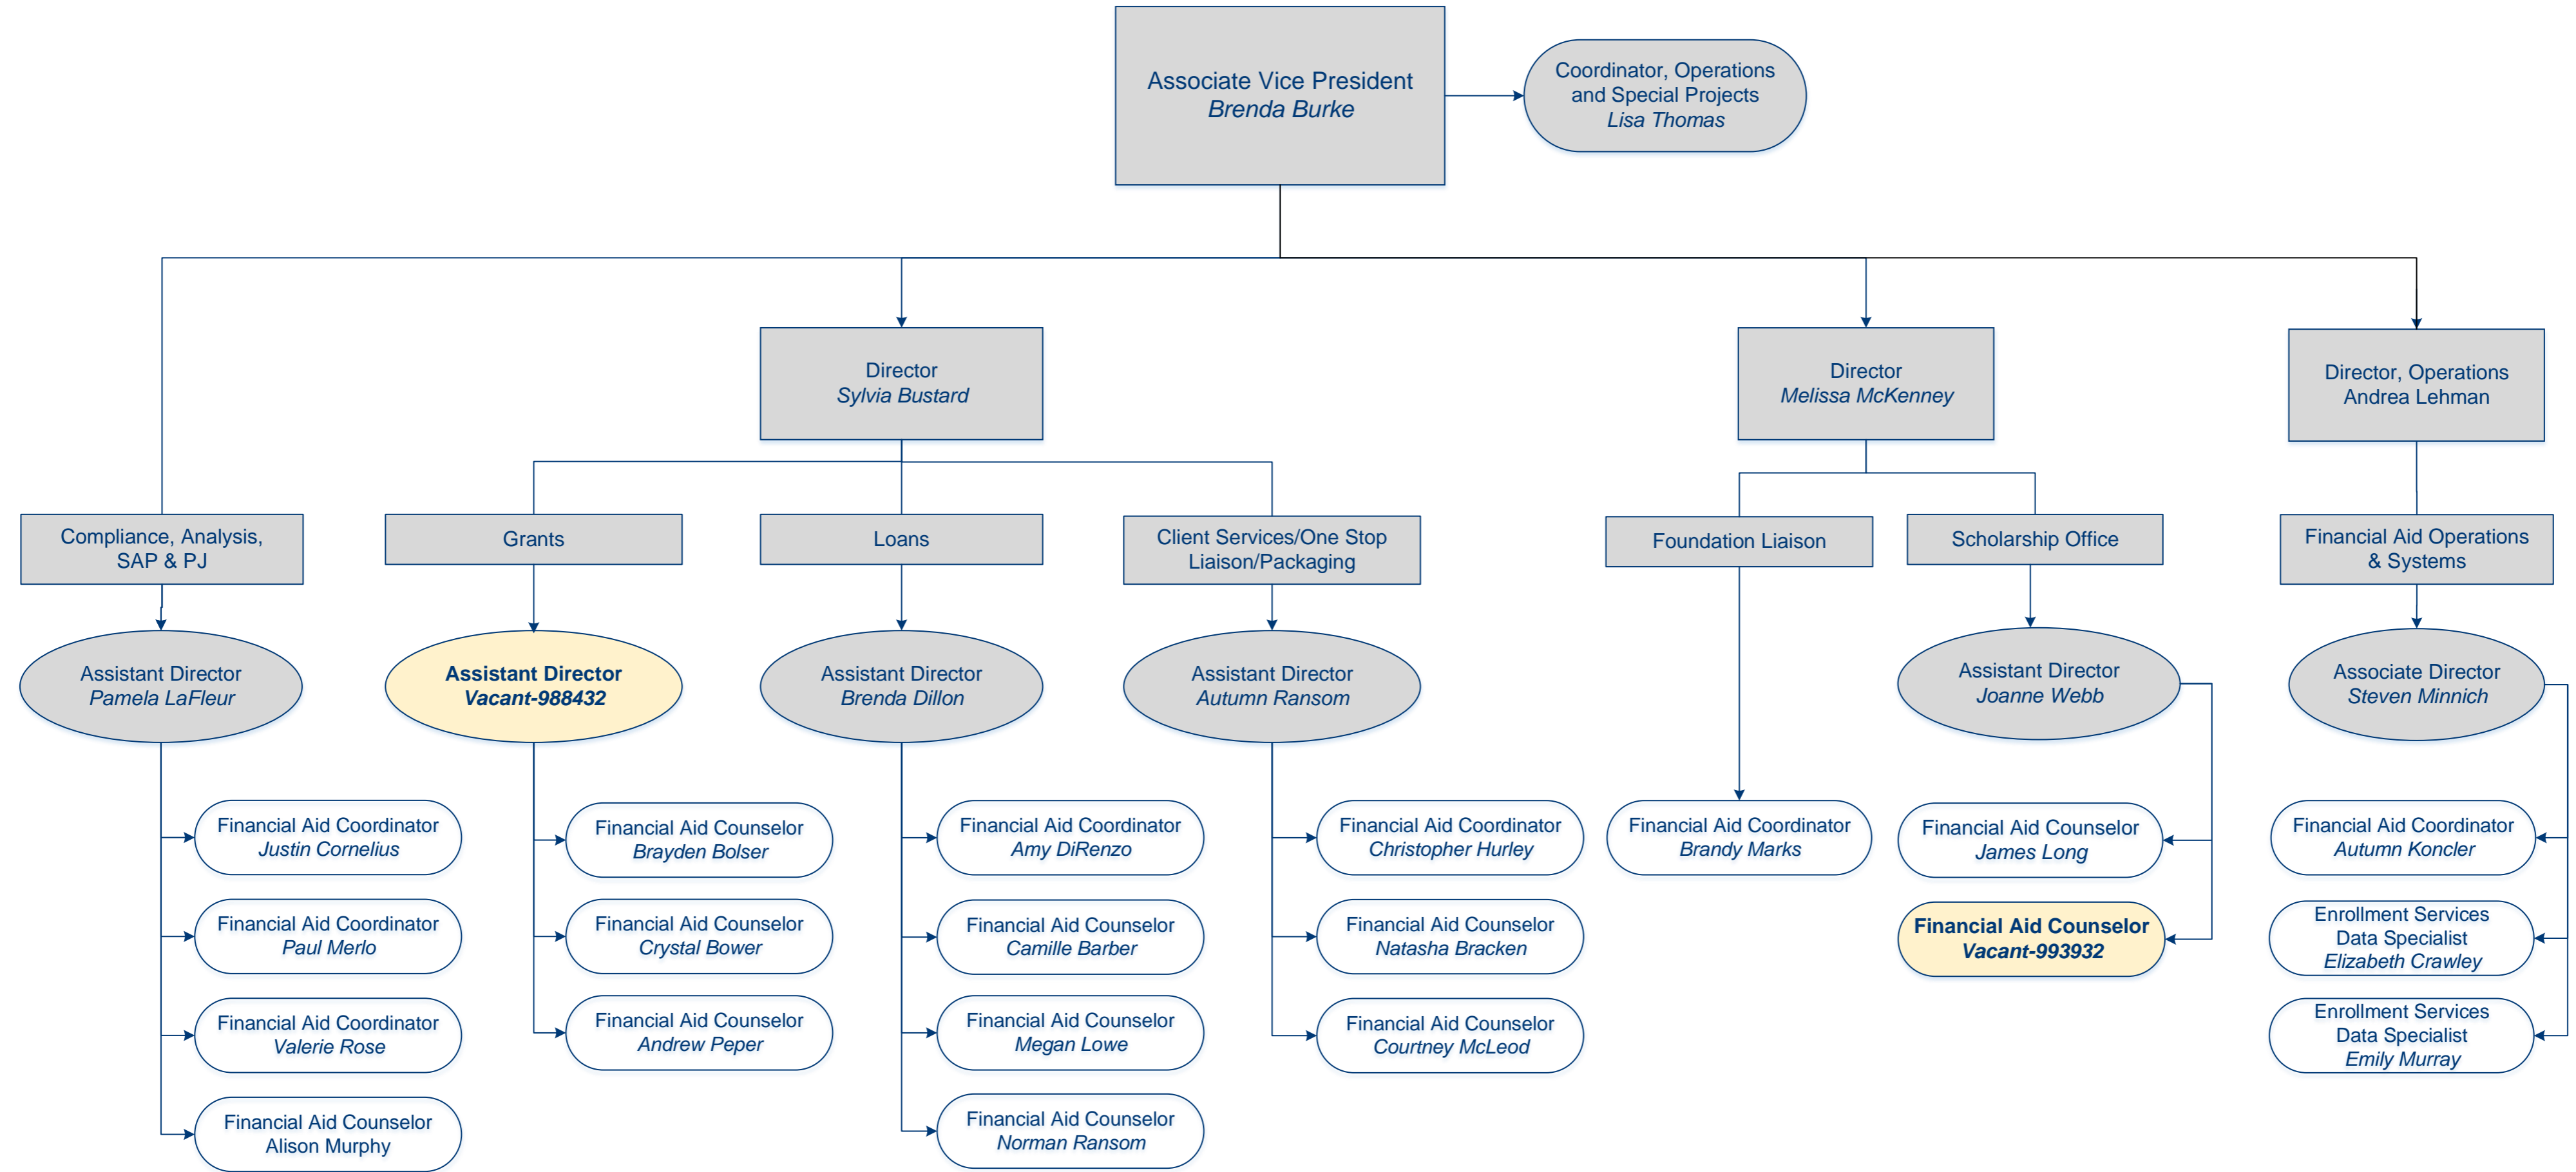 Associate Vice President
Brenda Burke
Coordinator, Operations
and Special Projects
Lisa Thomas
Director
Sylvia Bustard
Director
Melissa McKenney
Director, Operations
Andrea Lehman
Compliance, Analysis,
SAP & PJ
Grants
Loans
Client Services/One Stop
Liaison/Packaging
Foundation Liaison
Scholarship Office
Financial Aid Operations
& Systems
Assistant Director
Pamela LaFleur
Assistant Director
Vacant-988432
Assistant Director
Brenda Dillon
Assistant Director
Autumn Ransom
Assistant Director
Joanne Webb
Associate Director
Steven Minnich
Financial Aid Coordinator
Justin Cornelius
Financial Aid Counselor
Brayden Bolser
Financial Aid Coordinator
Amy DiRenzo
Financial Aid Coordinator
Christopher Hurley
Financial Aid Coordinator
Brandy Marks
Financial Aid Counselor
James Long
Financial Aid Coordinator
Autumn Koncler
Financial Aid Coordinator
Paul Merlo
Financial Aid Counselor
Crystal Bower
Financial Aid Counselor
Camille Barber
Financial Aid Counselor
Natasha Bracken
Financial Aid Counselor
Vacant-993932
Enrollment Services
Data Specialist
Elizabeth Crawley
Financial Aid Coordinator
Valerie Rose
Financial Aid Counselor
Andrew Peper
Financial Aid Counselor
Megan Lowe
Financial Aid Counselor
Courtney McLeod
Enrollment Services
Data Specialist
Emily Murray
Financial Aid Counselor
Alison Murphy
Financial Aid Counselor
Norman Ransom